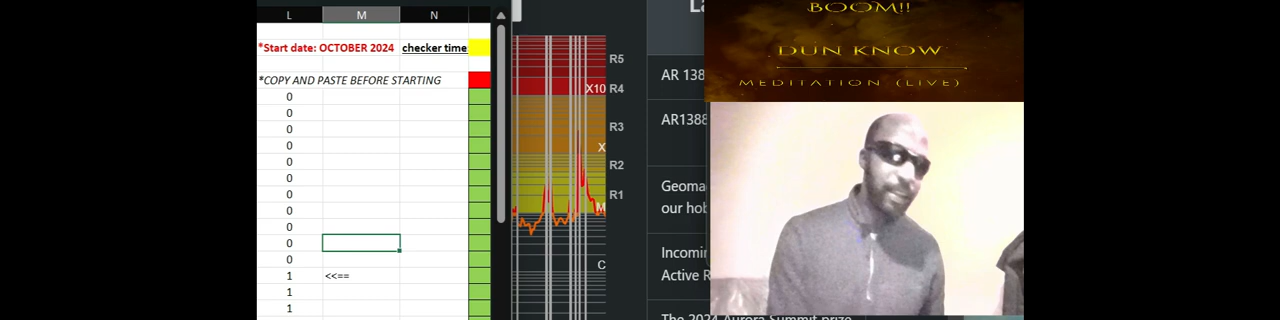 L M N
*Start date: OCTOBER 2024 checker time
*COPY AND PASTE BEFORE STARTING
0
0
0
0
0
0
0
0
0
0
0
1 <<==
1
1
R5
X10 R4
R3
X
R2
R1
M
C
AR 138
AR1388
Geoma
our hob
Incomin
Active R
The 2024 Aurora Summit prize
BOOM!!
DUN KNOW
MEDITATION (LIVE)